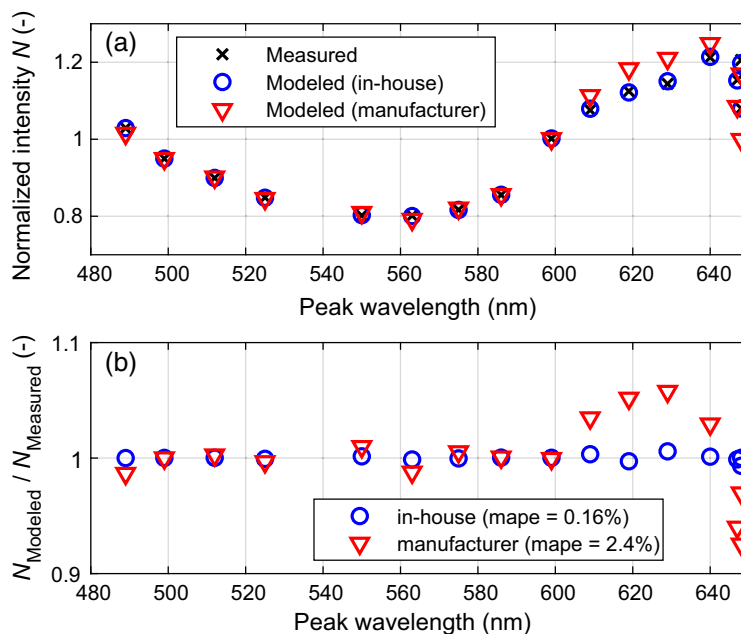 (a)
Measured
Modeled (in-house)
Modeled (manufacturer)
Normalized intensity N (-)
1.2
1
0.8
480 500 520 540 560 580 600 620 640
Peak wavelength (nm)
(b)
in-house (mape = 0.16%)
manufacturer (mape = 2.4%)
N_Modeled / N_Measured (-)
1.1
1
0.9
480 500 520 540 560 580 600 620 640
Peak wavelength (nm)